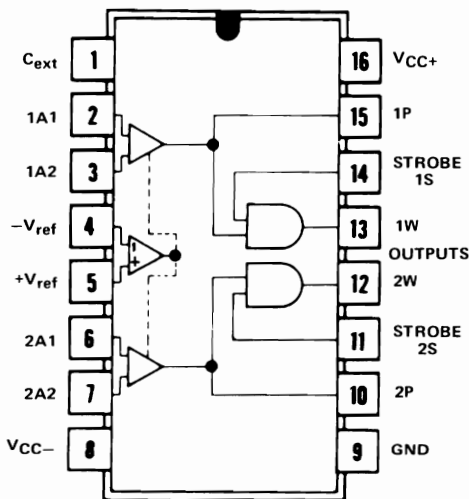 Cext 1
1A1 2
1A2 3
−Vref 4
+Vref 5
2A1 6
2A2 7
VCC− 8
- +
16 VCC+
15 1P
14 STROBE 1S
13 1W
OUTPUTS
12 2W
11 STROBE 2S
10 2P
9 GND